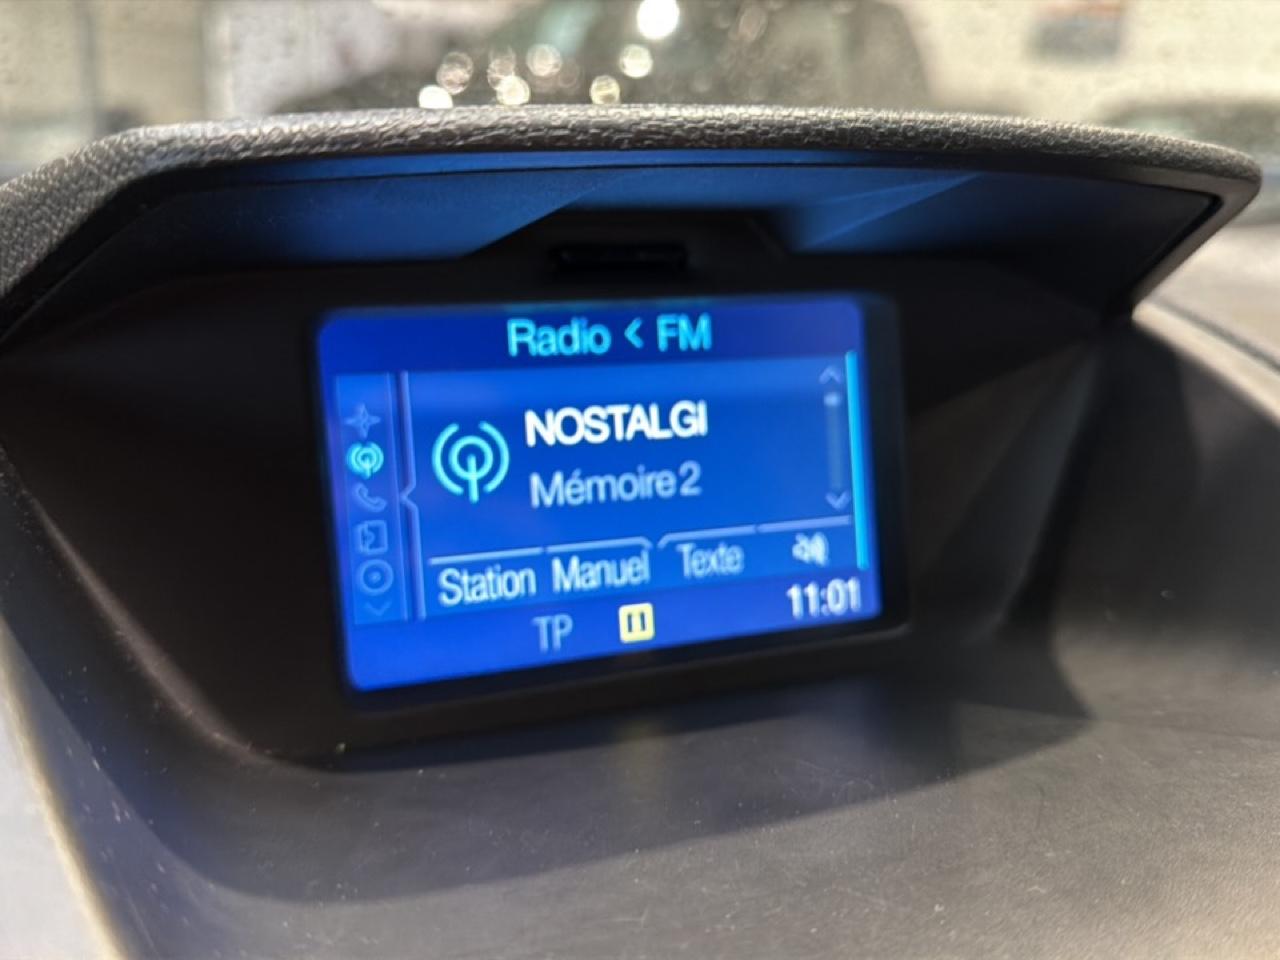 Radio < FM
NOSTALGI
Mémoire 2
Station Manuel Texte
TP 11:01